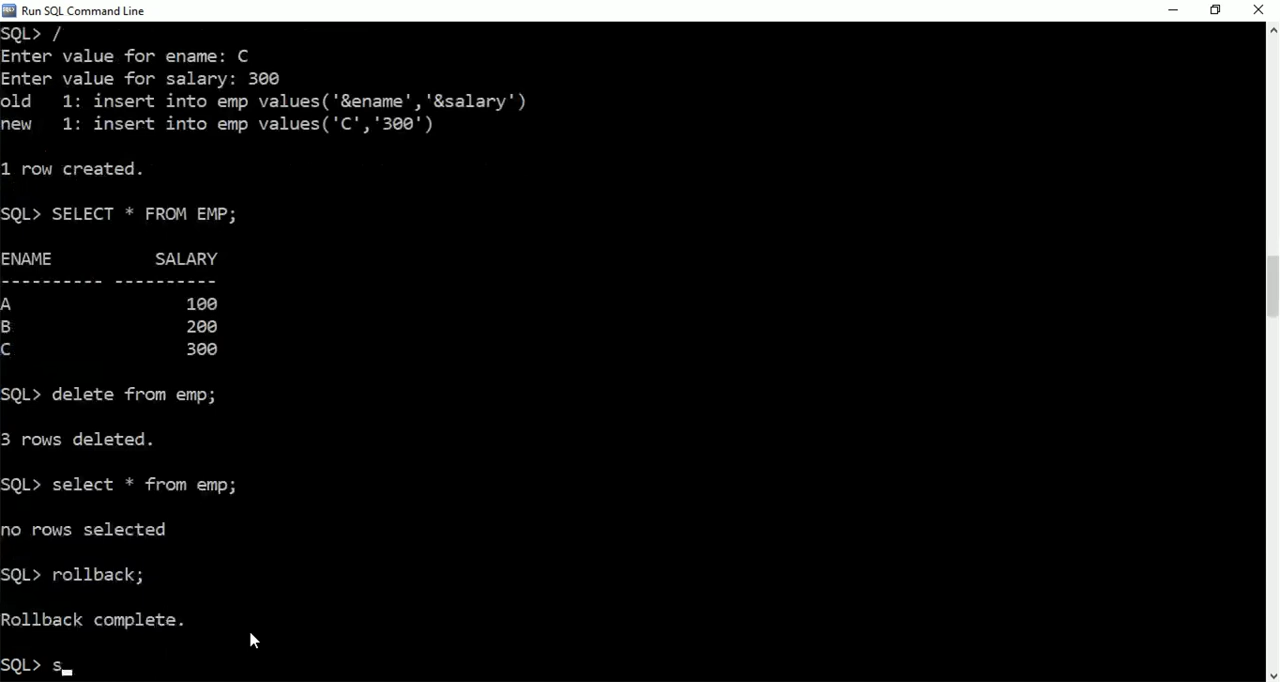 Run SQL Command Line
SQL> /
Enter value for ename: C
Enter value for salary: 300
old   1: insert into emp values('&ename','&salary')
new   1: insert into emp values('C','300')
1 row created.
SQL> SELECT * FROM EMP;
ENAME          SALARY
---------- ----------
A                 100
B                 200
C                 300
SQL> delete from emp;
3 rows deleted.
SQL> select * from emp;
no rows selected
SQL> rollback;
Rollback complete.
SQL> s_